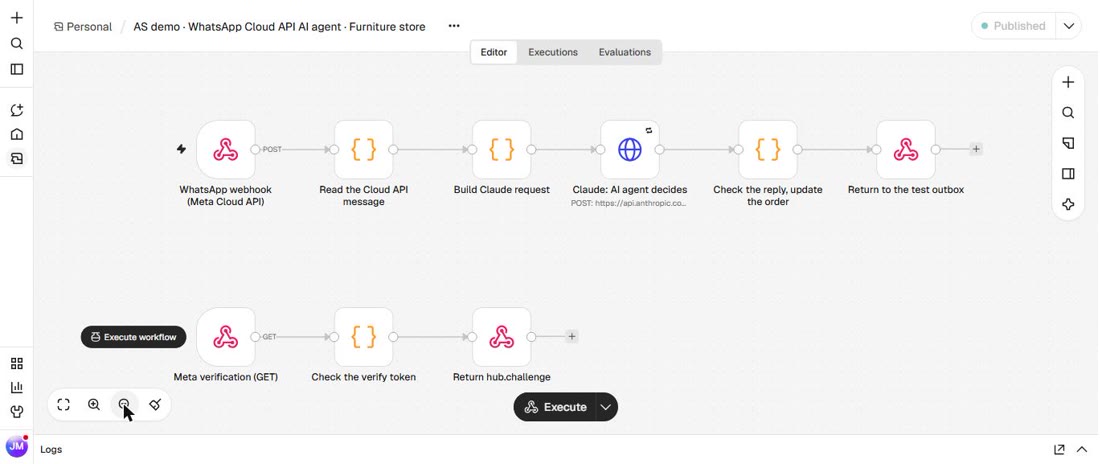 Personal / AS demo · WhatsApp Cloud API AI agent · Furniture store ···
Published
Editor
Executions
Evaluations
POST
WhatsApp webhook
(Meta Cloud API)
Read the Cloud API
message
Build Claude request
Claude: AI agent decides
POST: https://api.anthropic.co...
Check the reply, update
the order
Return to the test outbox
Execute workflow
GET
Meta verification (GET)
Check the verify token
Return hub.challenge
Execute
JM
Logs